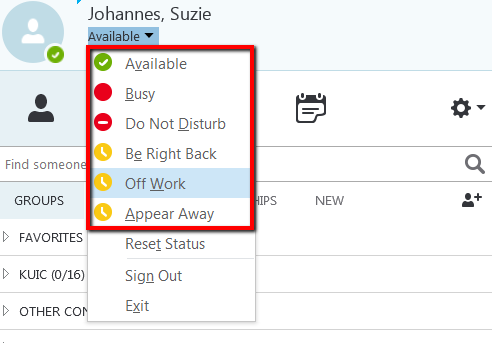 Johannes, Suzie
Available
Available
Busy
Do Not Disturb
Be Right Back
Off Work
Appear Away
Reset Status
Sign Out
Exit
Find someone
GROUPS
HIPS
NEW
FAVORITES
KUIC (0/16)
OTHER CON